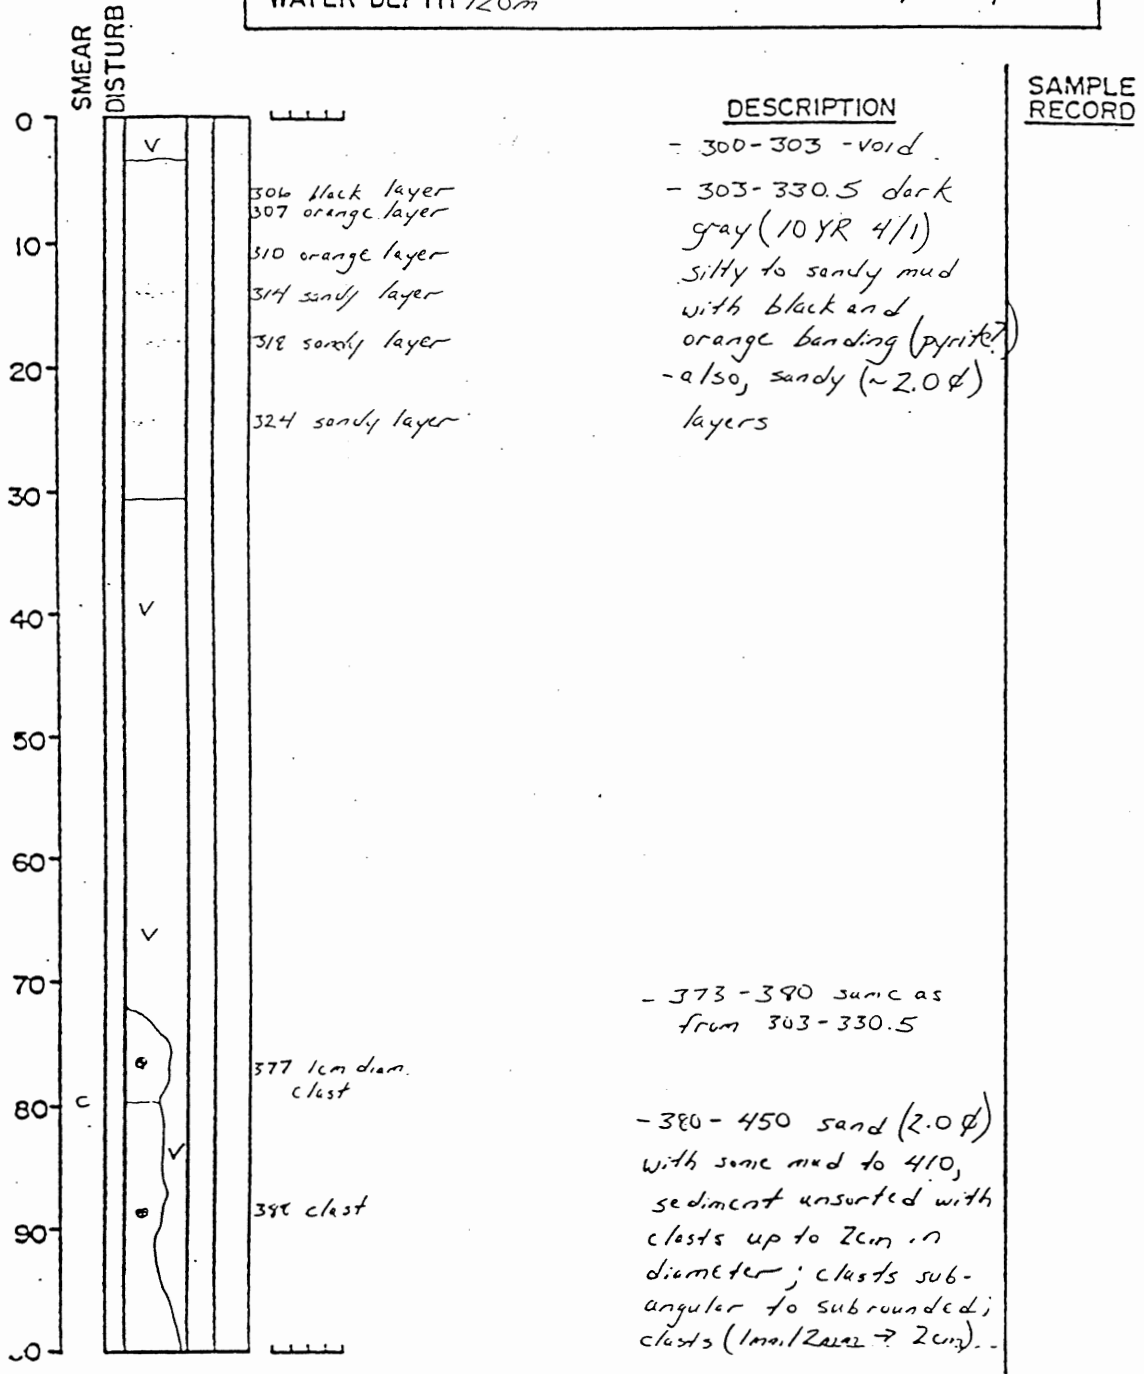 WATER DEPTH 120m
SMEAR
DISTURB
DESCRIPTION
SAMPLE
RECORD
0
10
20
30
40
50
60
70
80
90
V
306 black layer
307 orange layer
310 orange layer
314 sandy layer
318 sandy layer
324 sandy layer
V
V
377 1cm diam.
clast
C
V
388 clast
- 300-303 - void
- 303-330.5 dark
gray (10 YR 4/1)
silty to sandy mud
with black and
orange banding (pyrite?)
- also, sandy (~2.0 φ)
layers
- 373-380 same as
from 303-330.5
- 380-450 sand (2.0 φ)
with some mud to 410,
sediment unsorted with
clasts up to 2cm in
diameter; clasts sub-
angular to subrounded;
clasts